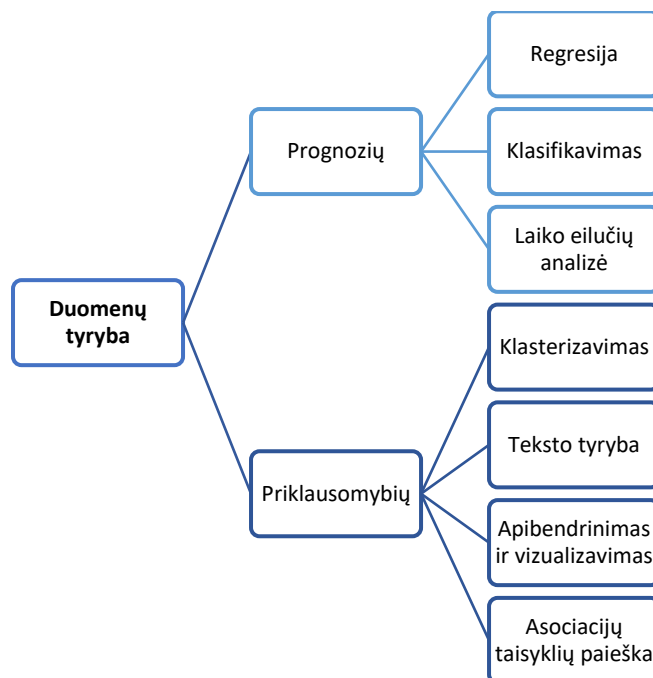 Duomenų
tyryba
Prognozių
Regresija
Klasifikavimas
Laiko eilučių
analizė
Priklausomybių
Klasterizavimas
Teksto tyryba
Apibendrinimas
ir vizualizavimas
Asociacijų
taisyklių paieška